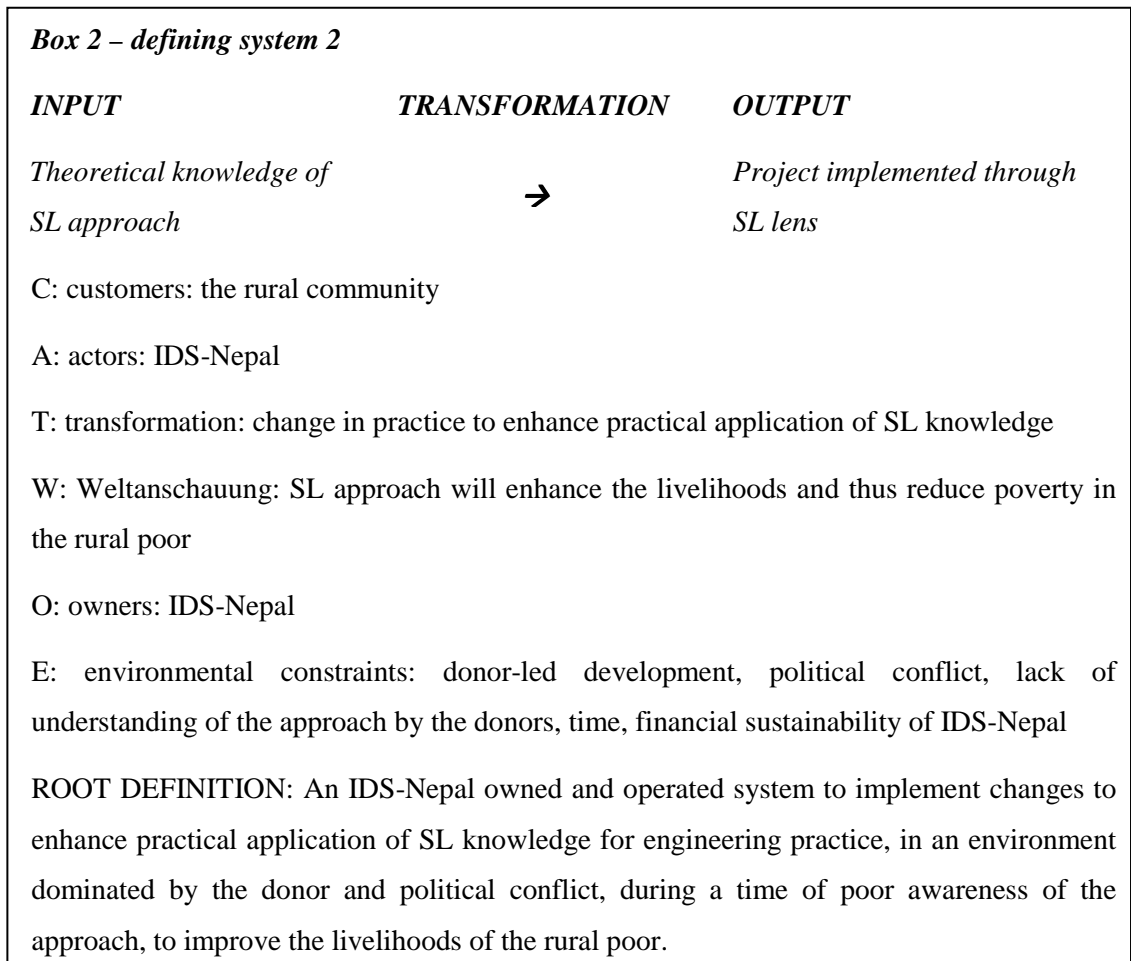 Box 2 – defining system 2
INPUT TRANSFORMATION OUTPUT
Theoretical knowledge of Project implemented through
SL approach → SL lens
C: customers: the rural community
A: actors: IDS-Nepal
T: transformation: change in practice to enhance practical application of SL knowledge
W: Weltanschauung: SL approach will enhance the livelihoods and thus reduce poverty in
the rural poor
O: owners: IDS-Nepal
E: environmental constraints: donor-led development, political conflict, lack of
understanding of the approach by the donors, time, financial sustainability of IDS-Nepal
ROOT DEFINITION: An IDS-Nepal owned and operated system to implement changes to
enhance practical application of SL knowledge for engineering practice, in an environment
dominated by the donor and political conflict, during a time of poor awareness of the
approach, to improve the livelihoods of the rural poor.